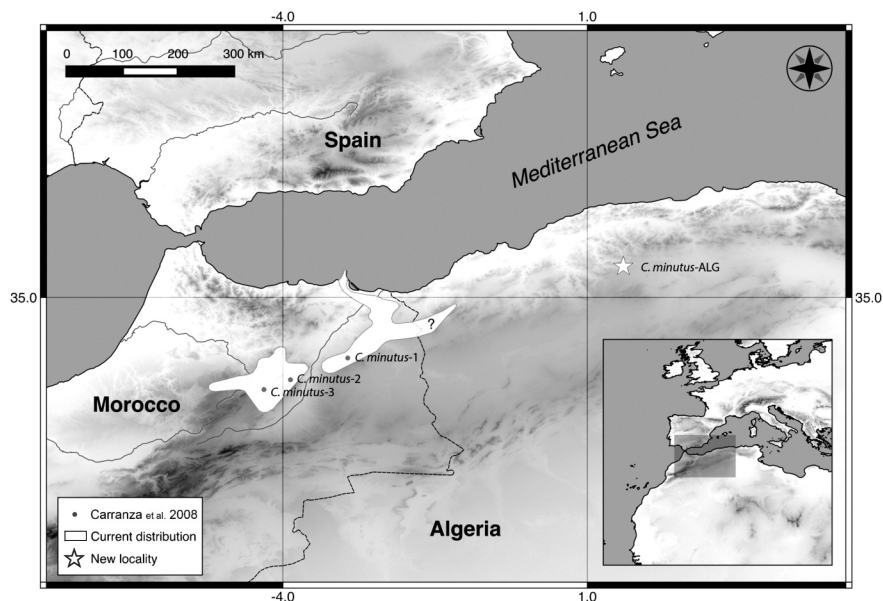 -4.0
1.0
0 100 200 300 km
Spain
Mediterranean Sea
C. minutus-ALG
35.0
35.0
?
C. minutus-1
C. minutus-2
C. minutus-3
Morocco
Algeria
Carranza et al. 2008
Current distribution
New locality
-4.0
1.0